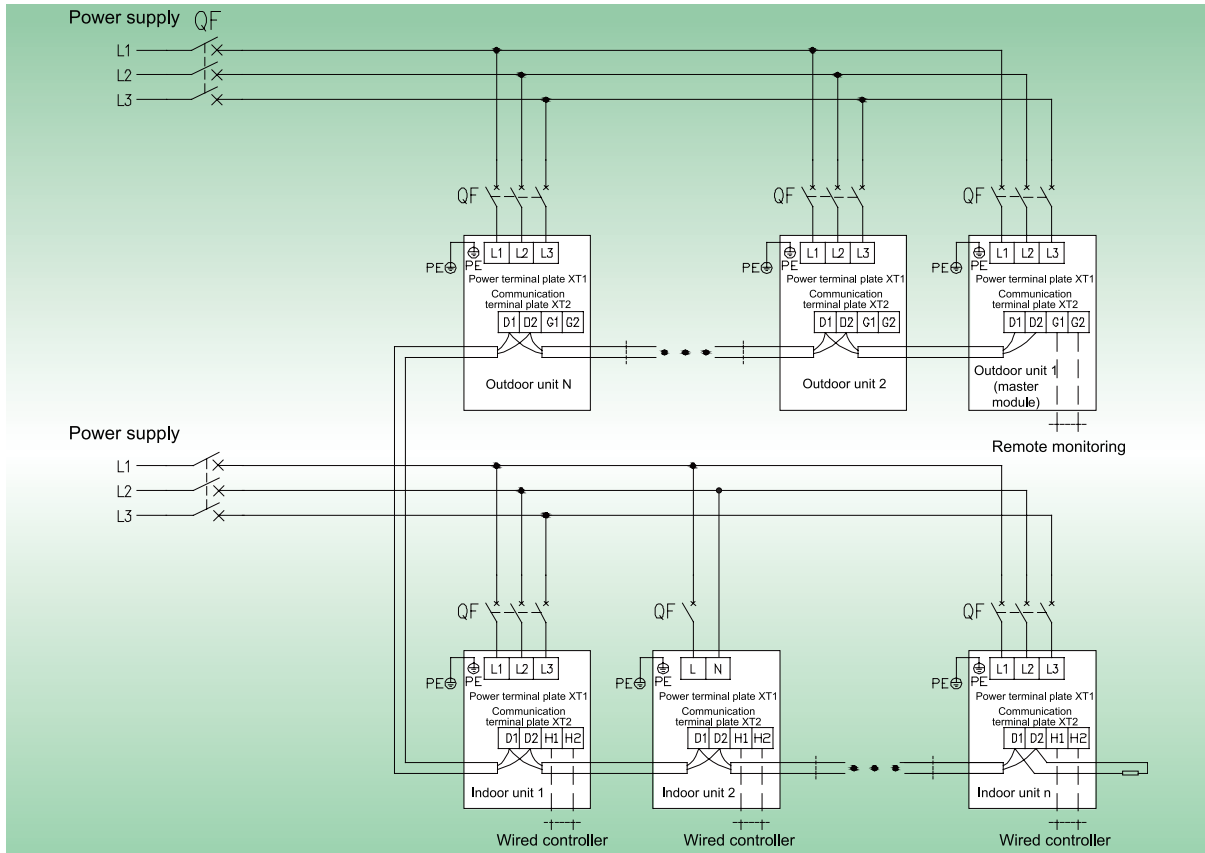 Power supply QF
L1
L2
L3
QF QF QF
PE PE L1 L2 L3
Power terminal plate XT1
Communication
terminal plate XT2
D1 D2 G1 G2
Outdoor unit N
PE PE L1 L2 L3
Power terminal plate XT1
Communication
terminal plate XT2
D1 D2 G1 G2
Outdoor unit 2
PE PE L1 L2 L3
Power terminal plate XT1
Communication
terminal plate XT2
D1 D2 G1 G2
Outdoor unit 1
(master
module)
Remote monitoring
Power supply
L1
L2
L3
QF QF QF
PE PE L1 L2 L3
Power terminal plate XT1
Communication
terminal plate XT2
D1 D2 H1 H2
Indoor unit 1
Wired controller
PE PE L N
Power terminal plate XT1
Communication
terminal plate XT2
D1 D2 H1 H2
Indoor unit 2
Wired controller
PE PE L1 L2 L3
Power terminal plate XT1
Communication
terminal plate XT2
D1 D2 H1 H2
Indoor unit n
Wired controller